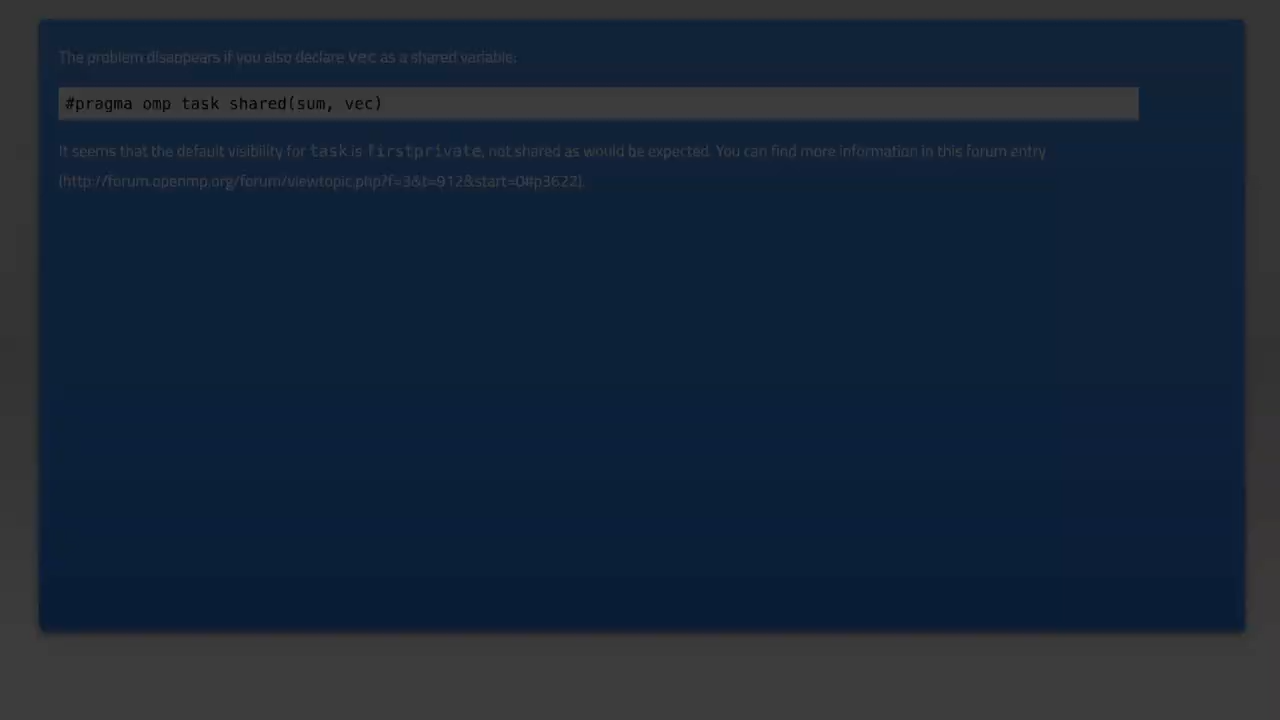 The problem disappears if you also declare vec as a shared variable:
#pragma omp task shared(sum, vec)
It seems that the default visibility for task is firstprivate, not shared as would be expected. You can find more information in this forum entry
(http://forum.openmp.org/forum/viewtopic.php?f=3&t=912&start=0#p3622).